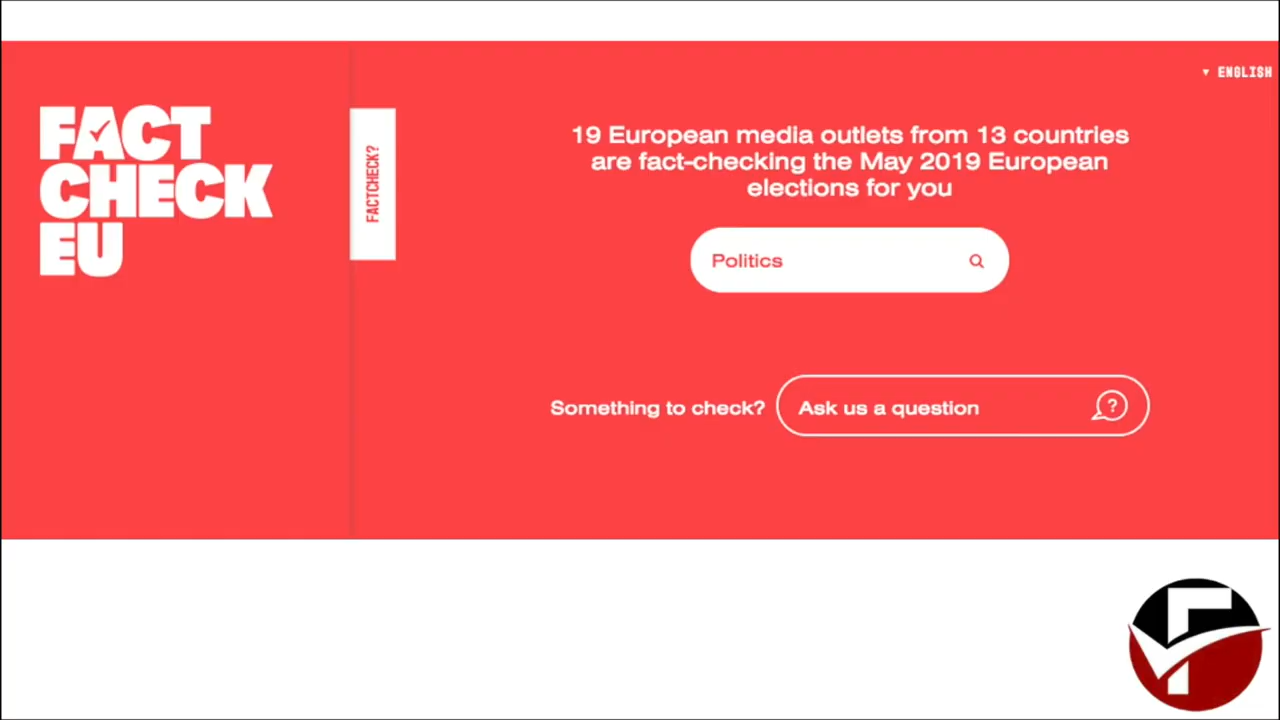 ENGLISH
FACT
CHECK
EU
FACTCHECK?
19 European media outlets from 13 countries
are fact-checking the May 2019 European
elections for you
Politics
Something to check? Ask us a question ?
F